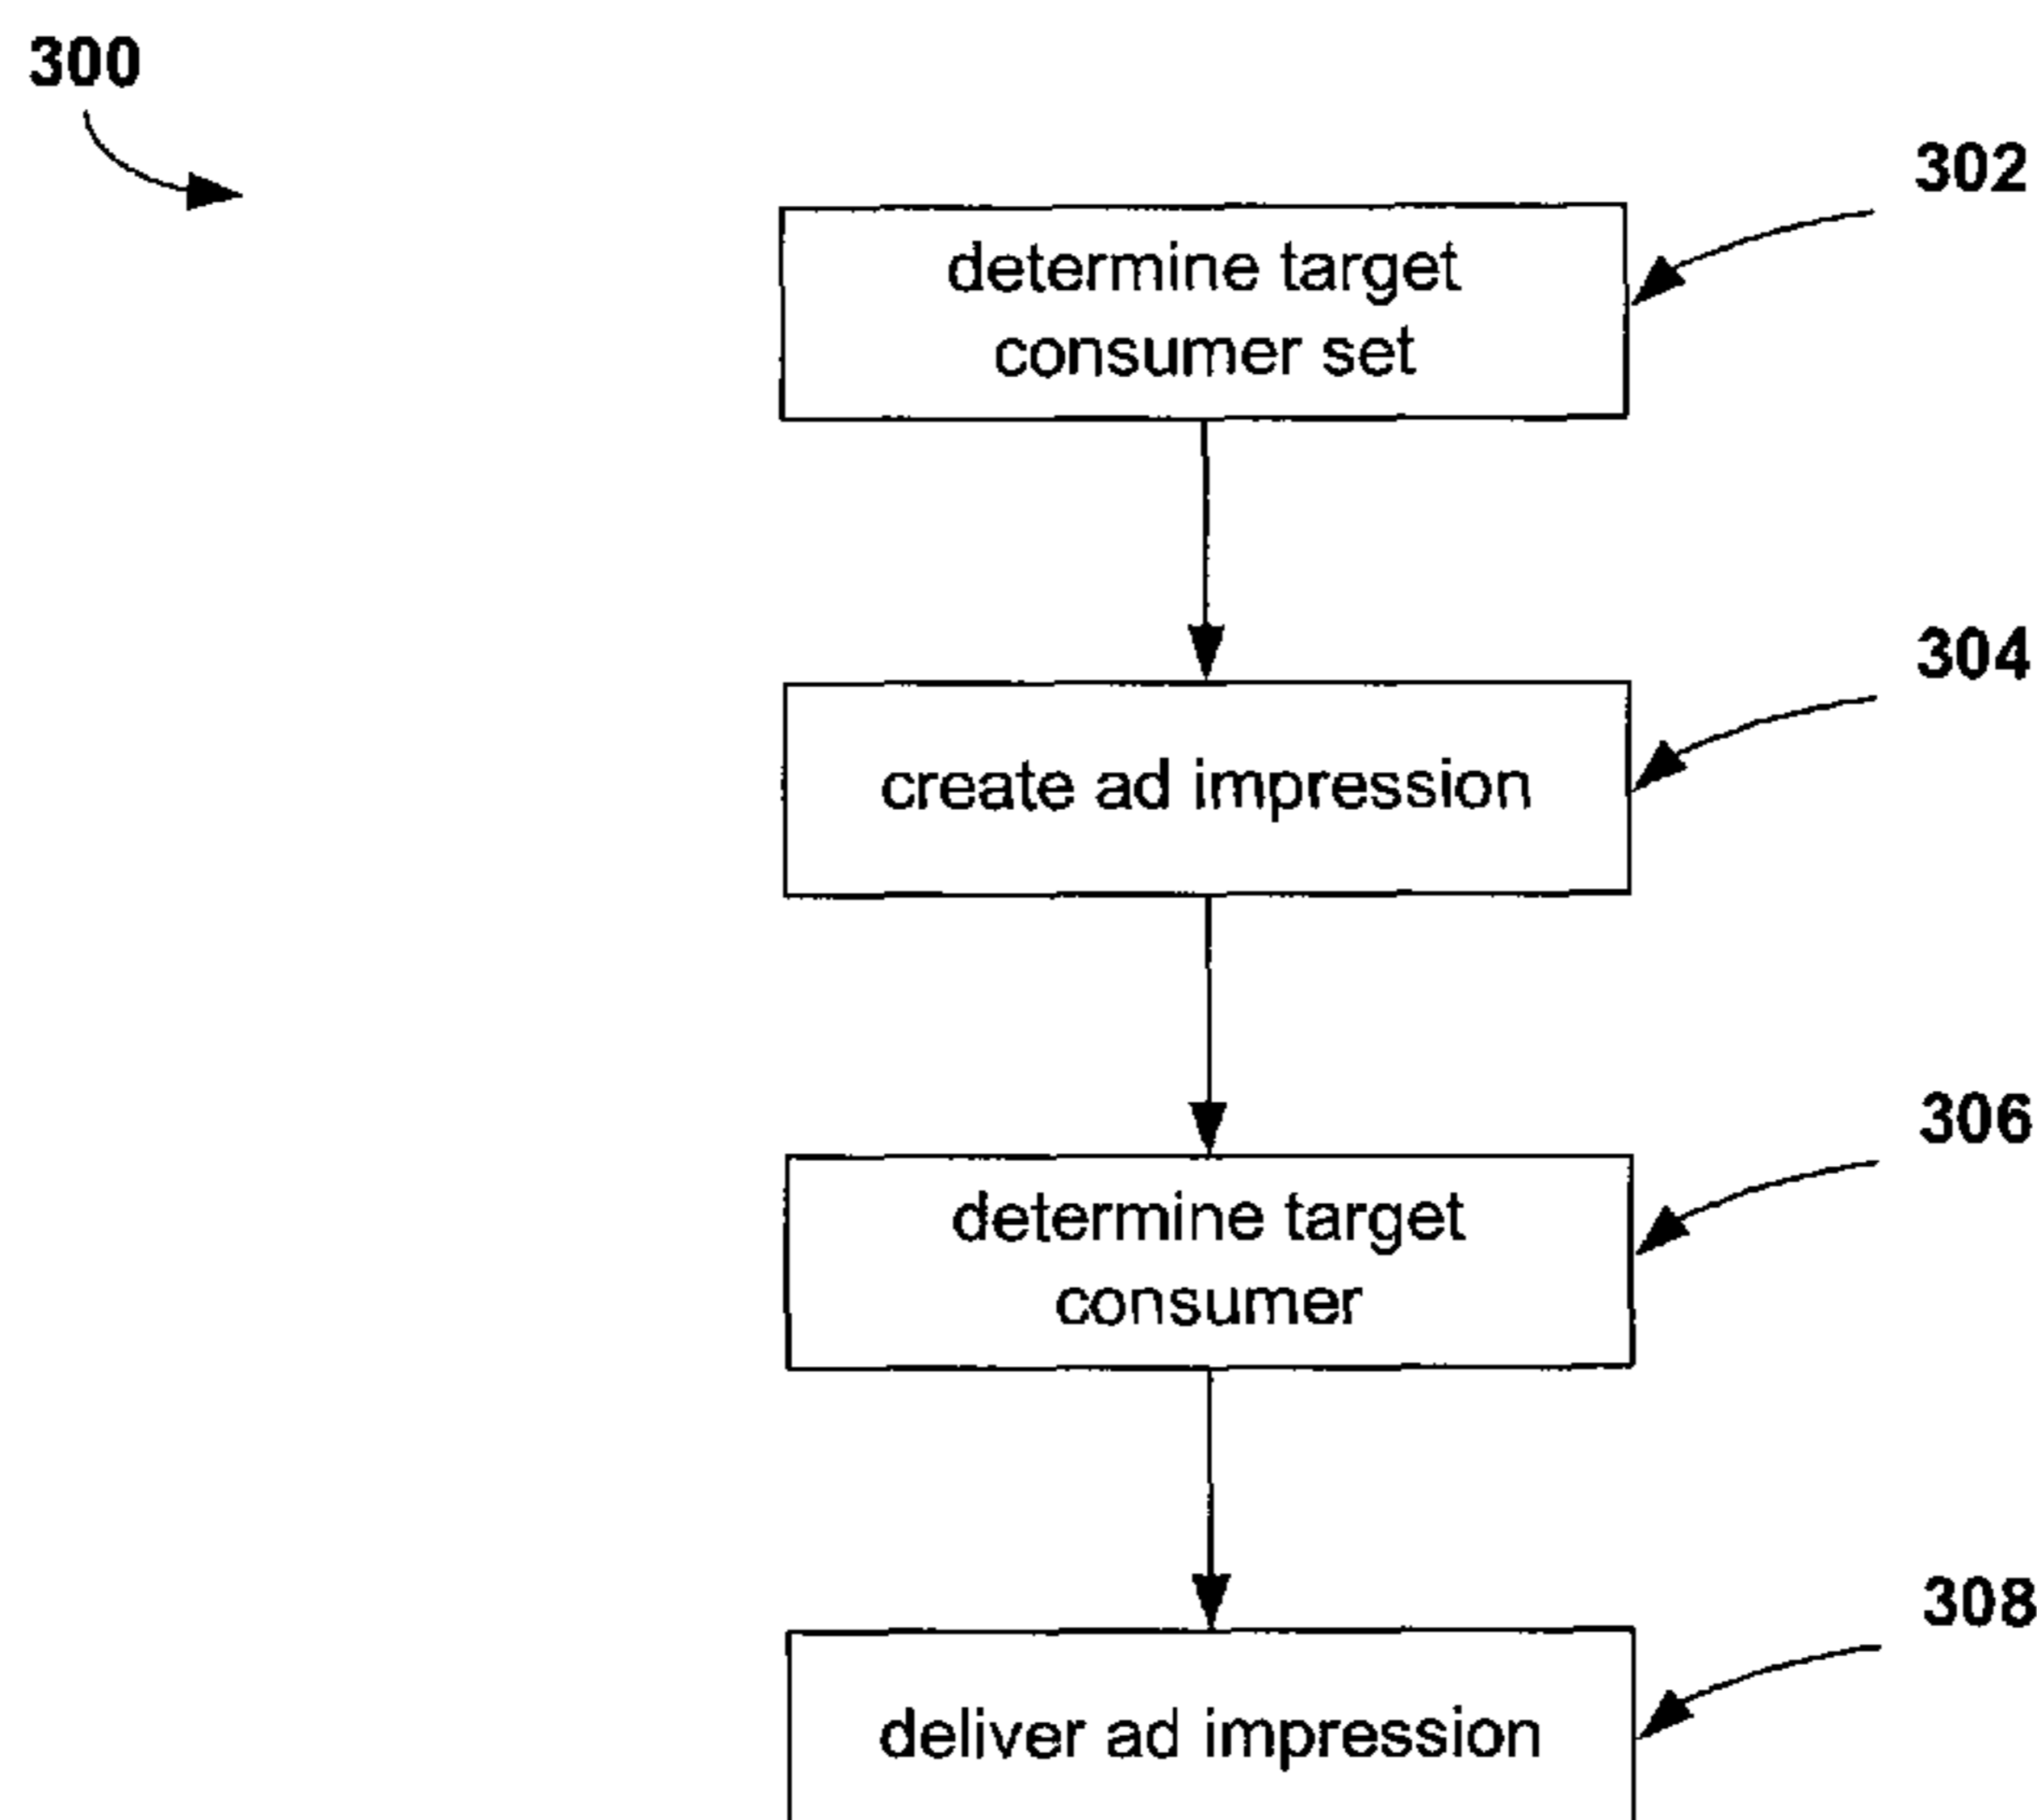 300
302
determine target
consumer set
304
create ad impression
306
determine target
consumer
308
deliver ad impression